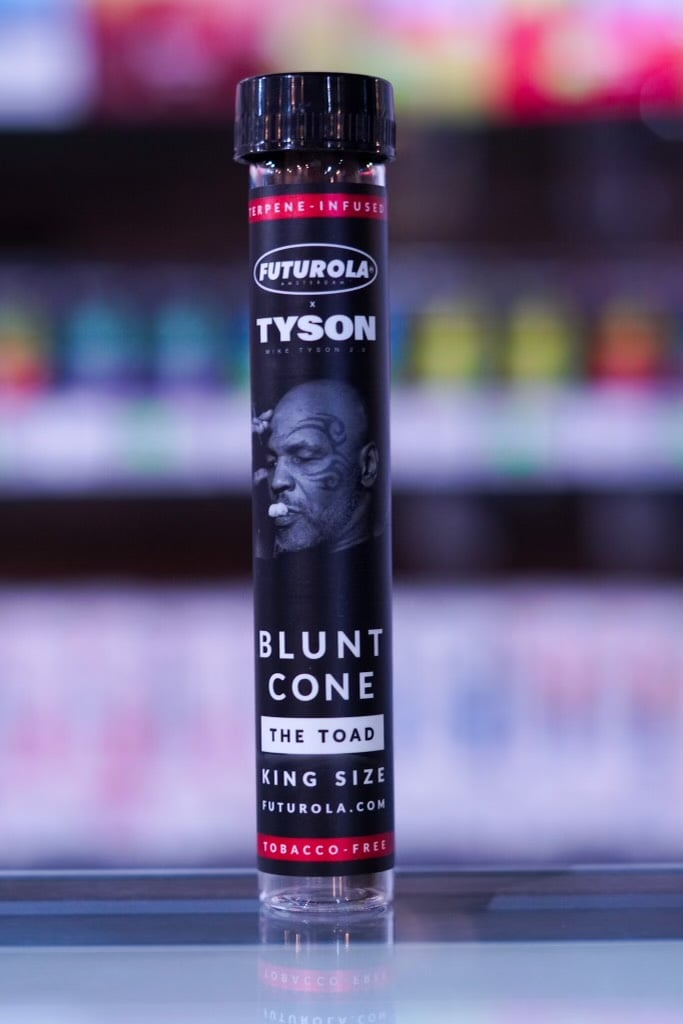 TERPENE-INFUSED
FUTUROLA®
AMSTERDAM
X
TYSON
MIKE TYSON 2.0
BLUNT
CONE
THE TOAD
KING SIZE
FUTUROLA.COM
TOBACCO-FREE